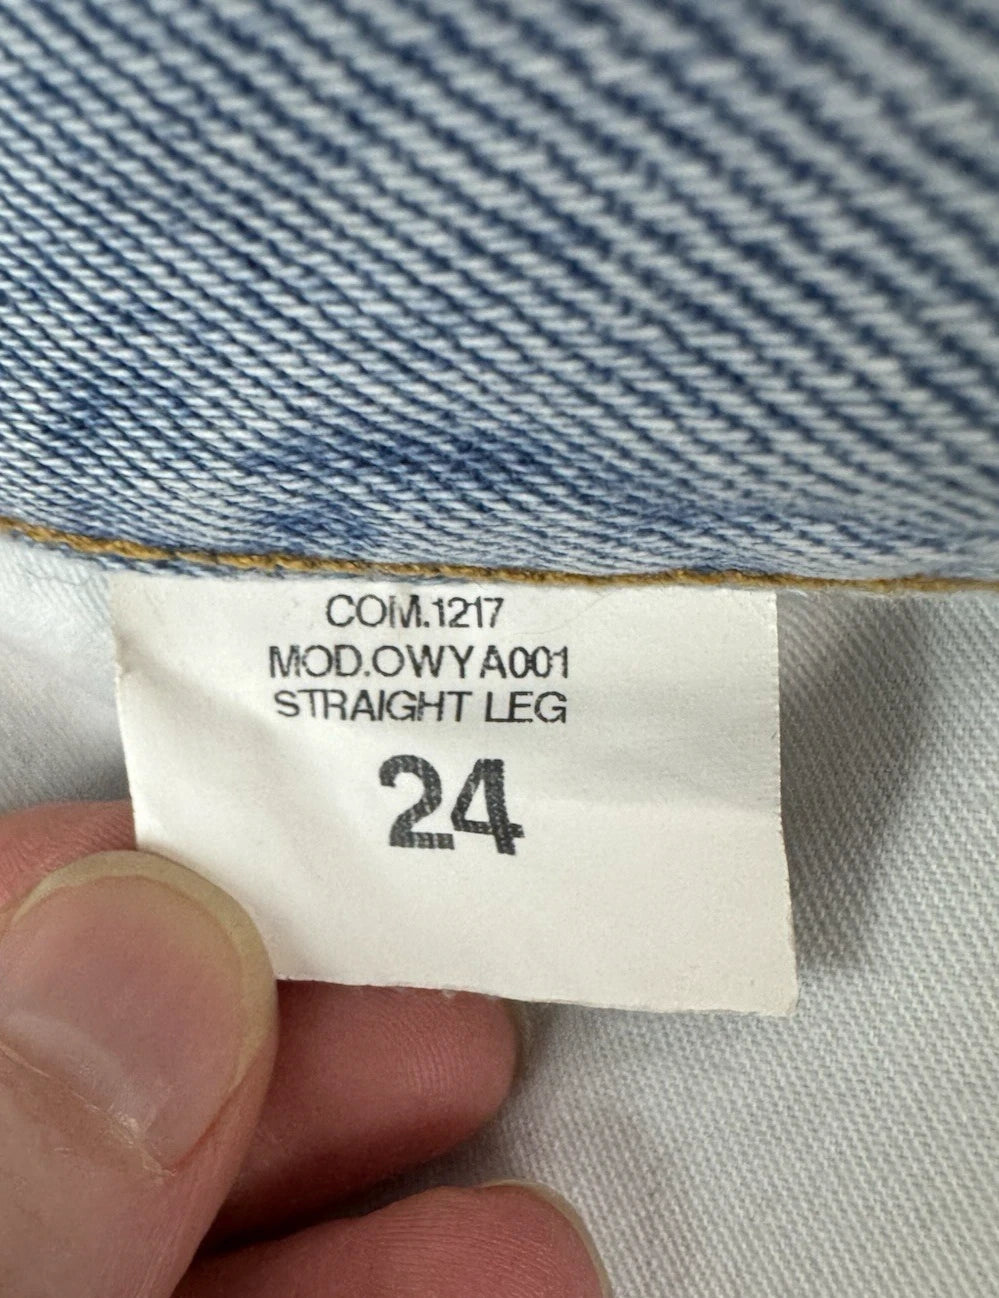 COM.1217
MOD.OWYA001
STRAIGHT LEG
24